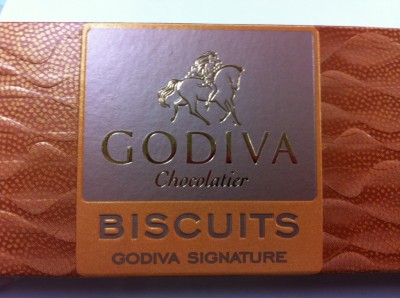 GODIVA
Chocolatier
BISCUITS
GODIVA SIGNATURE